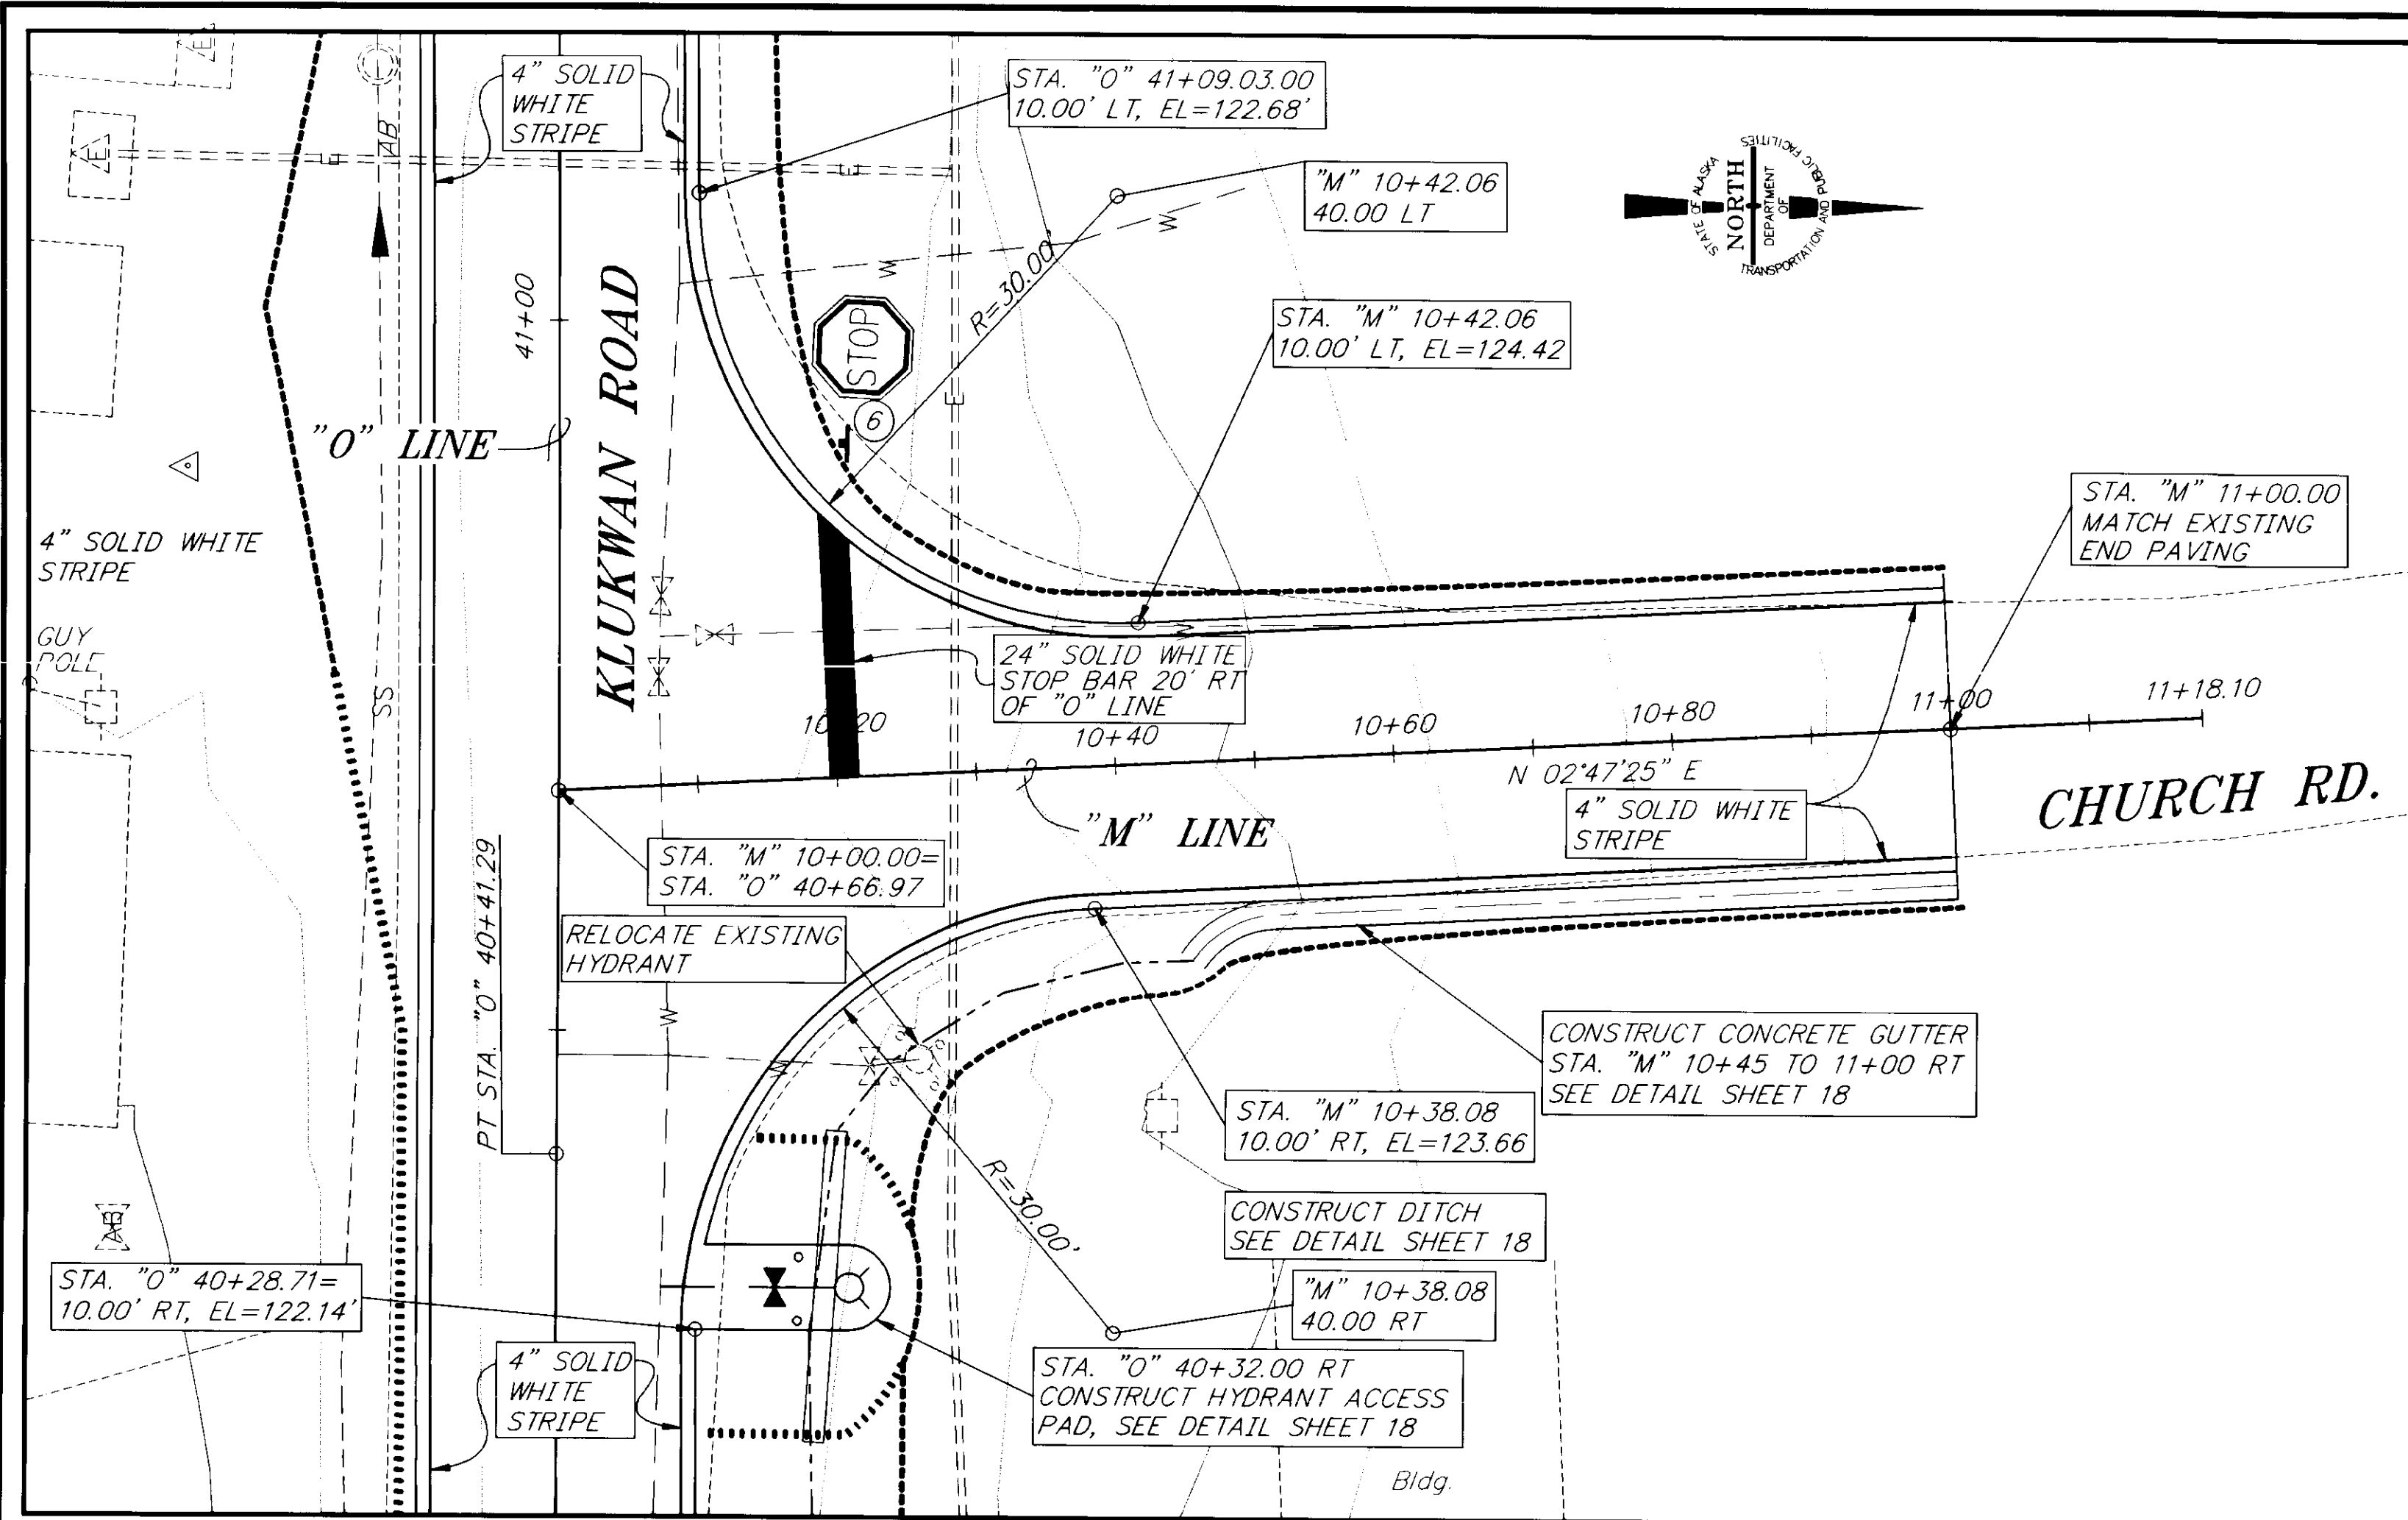 4" SOLID
WHITE
STRIPE
STA. "O" 41+09.03.00
10.00' LT, EL=122.68'
"M" 10+42.06
40.00 LT
STATE OF ALASKA
NORTH
DEPARTMENT
OF
TRANSPORTATION AND PUBLIC FACILITIES
E
AB
E
E
W
W
R=30.00'
41+00
KLUKWAN ROAD
STOP
6
E
STA. "M" 10+42.06
10.00' LT, EL=124.42
"O" LINE
STA. "M" 11+00.00
MATCH EXISTING
END PAVING
4" SOLID WHITE
STRIPE
GUY
POLE
SS
W
24" SOLID WHITE
STOP BAR 20' RT
OF "O" LINE
10+20
10+40
10+60
10+80
11+00
11+18.10
N 02°47'25" E
"M" LINE
4" SOLID WHITE
STRIPE
CHURCH RD.
STA. "M" 10+00.00=
STA. "O" 40+66.97
PT STA. "O" 40+41.29
RELOCATE EXISTING
HYDRANT
W
W
CONSTRUCT CONCRETE GUTTER
STA. "M" 10+45 TO 11+00 RT
SEE DETAIL SHEET 18
STA. "M" 10+38.08
10.00' RT, EL=123.66
R=30.00'
CONSTRUCT DITCH
SEE DETAIL SHEET 18
AB
STA. "O" 40+28.71=
10.00' RT, EL=122.14'
"M" 10+38.08
40.00 RT
4" SOLID
WHITE
STRIPE
STA. "O" 40+32.00 RT
CONSTRUCT HYDRANT ACCESS
PAD, SEE DETAIL SHEET 18
Bldg.